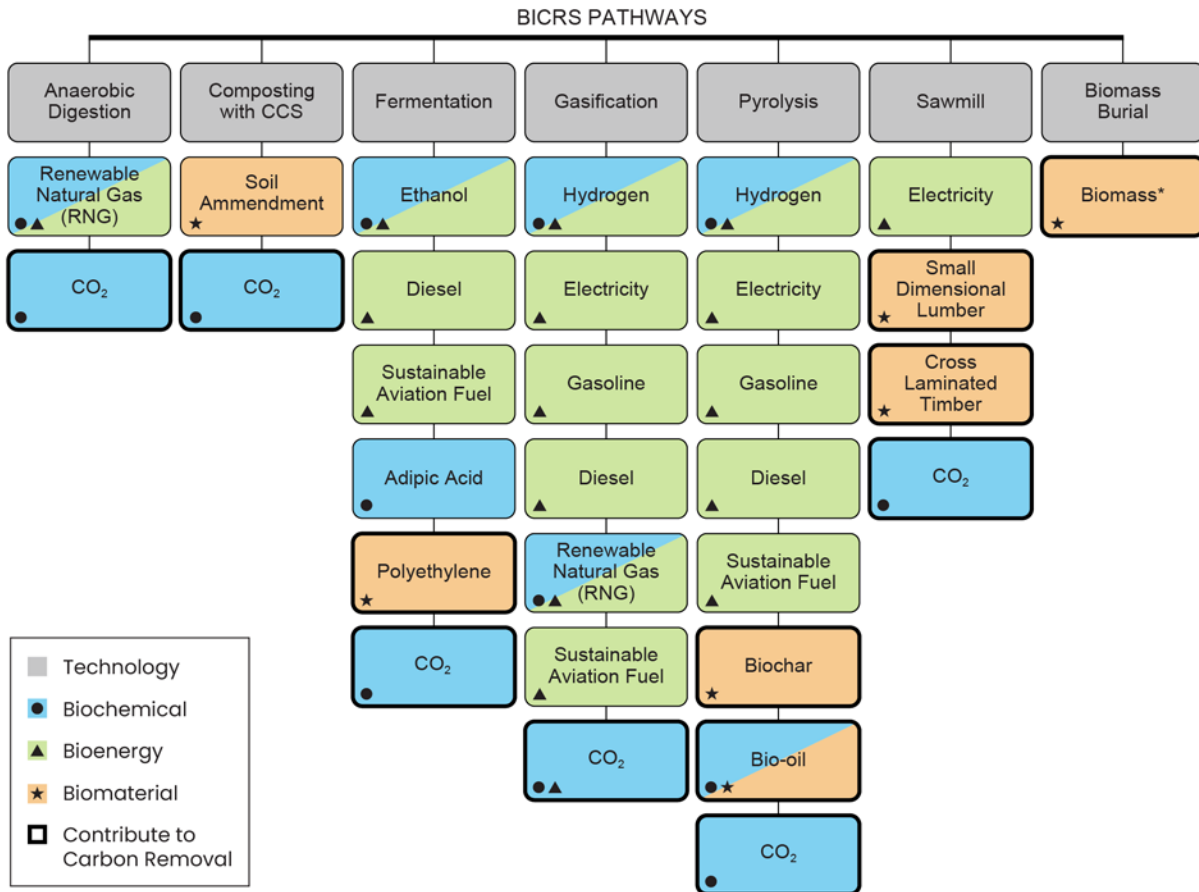 BICRS PATHWAYS
Anaerobic
Digestion
Renewable
Natural Gas
(RNG)
CO₂
Composting
with CCS
Soil
Ammendment
CO₂
Fermentation
Ethanol
Diesel
Sustainable
Aviation Fuel
Adipic Acid
Polyethylene
CO₂
Gasification
Hydrogen
Electricity
Gasoline
Diesel
Renewable
Natural Gas
(RNG)
Sustainable
Aviation Fuel
CO₂
Pyrolysis
Hydrogen
Electricity
Gasoline
Diesel
Sustainable
Aviation Fuel
Biochar
Bio-oil
CO₂
Sawmill
Electricity
Small
Dimensional
Lumber
Cross
Laminated
Timber
CO₂
Biomass
Burial
Biomass*
Technology
Biochemical
Bioenergy
Biomaterial
Contribute to
Carbon Removal